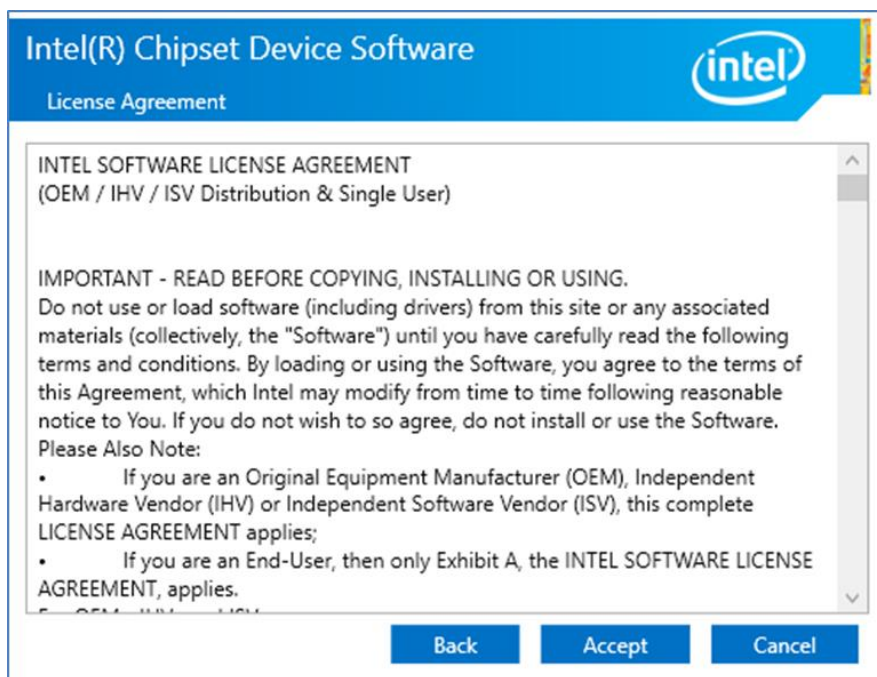 Intel(R) Chipset Device Software
intel
License Agreement
INTEL SOFTWARE LICENSE AGREEMENT
(OEM / IHV / ISV Distribution & Single User)
IMPORTANT - READ BEFORE COPYING, INSTALLING OR USING.
Do not use or load software (including drivers) from this site or any associated
materials (collectively, the "Software") until you have carefully read the following
terms and conditions. By loading or using the Software, you agree to the terms of
this Agreement, which Intel may modify from time to time following reasonable
notice to You. If you do not wish to so agree, do not install or use the Software.
Please Also Note:
• If you are an Original Equipment Manufacturer (OEM), Independent
Hardware Vendor (IHV) or Independent Software Vendor (ISV), this complete
LICENSE AGREEMENT applies;
• If you are an End-User, then only Exhibit A, the INTEL SOFTWARE LICENSE
AGREEMENT, applies.
Back Accept Cancel